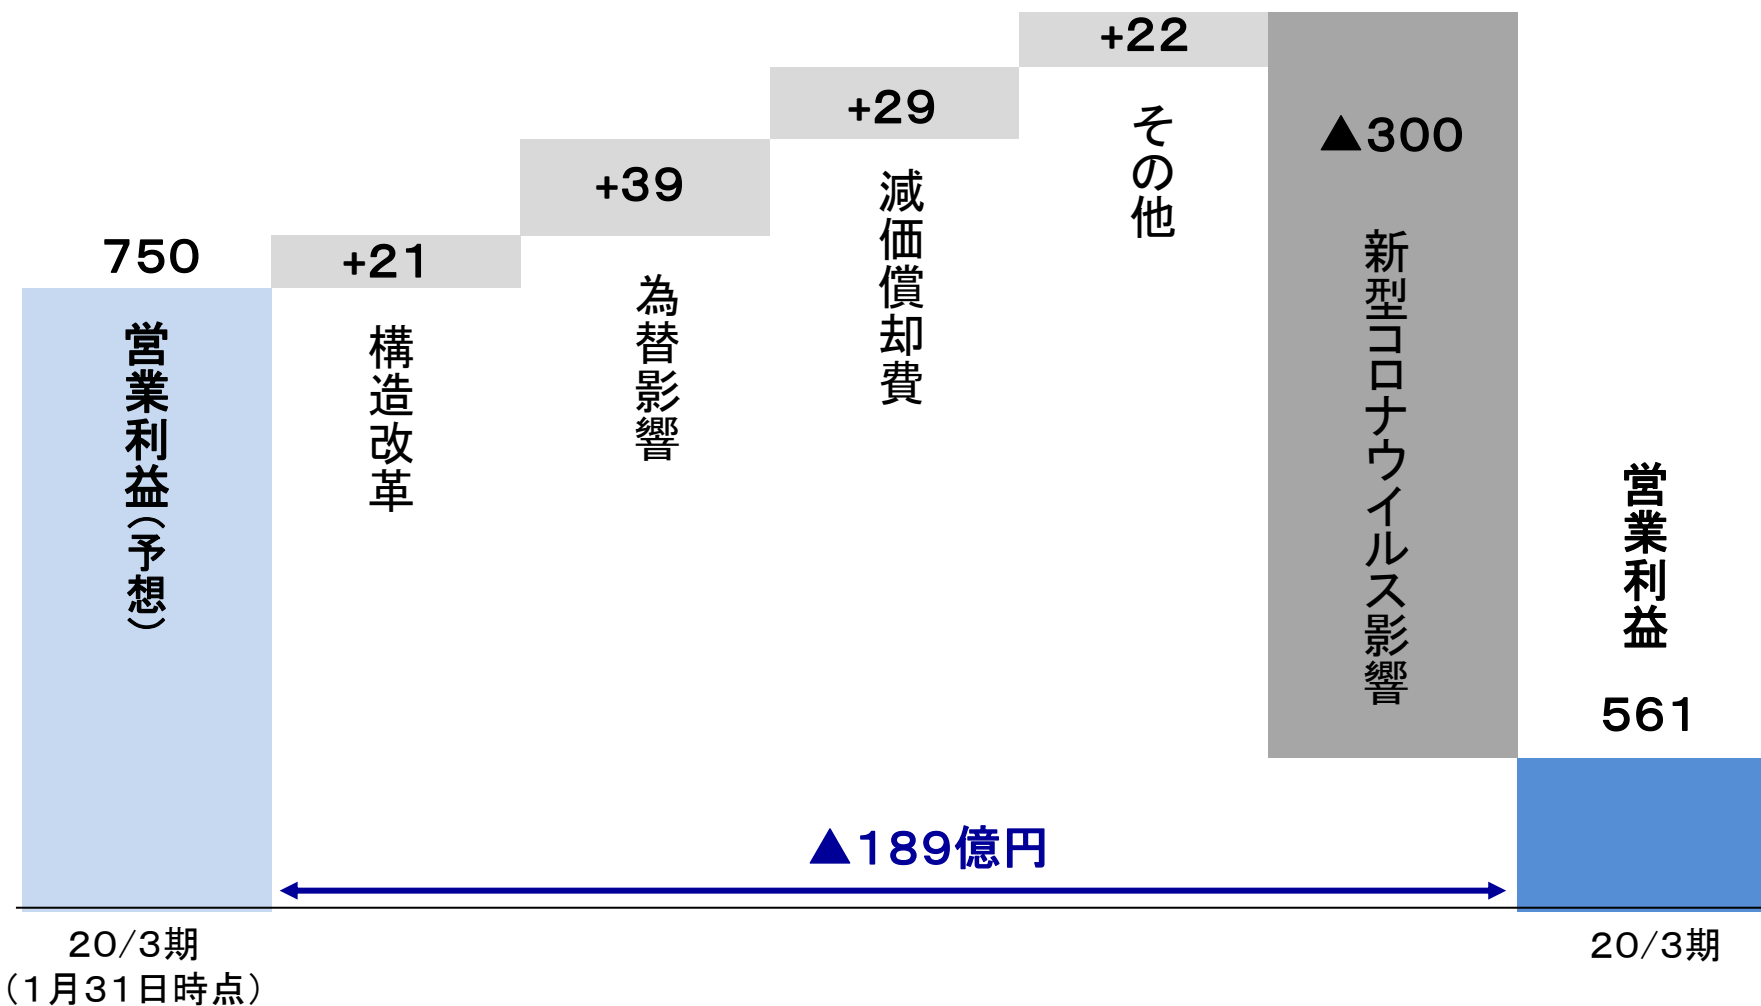 750
営業利益(予想)
+21
構造改革
+39
為替影響
+29
減価償却費
+22
その他
▲300
新型コロナウイルス影響
営業利益
561
▲189億円
20/3期
(1月31日時点)
20/3期